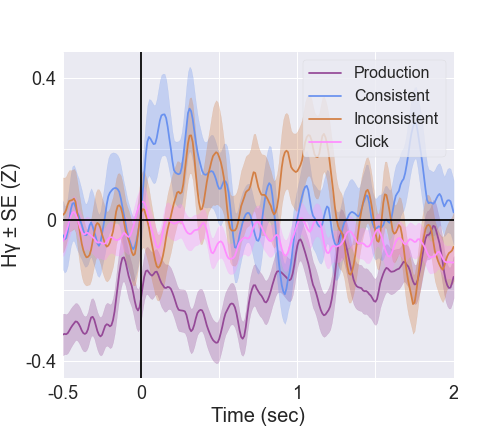 Production
Consistent
Inconsistent
Click
0.4
0
-0.4
Hγ ± SE (Z)
-0.5 0 1 2
Time (sec)